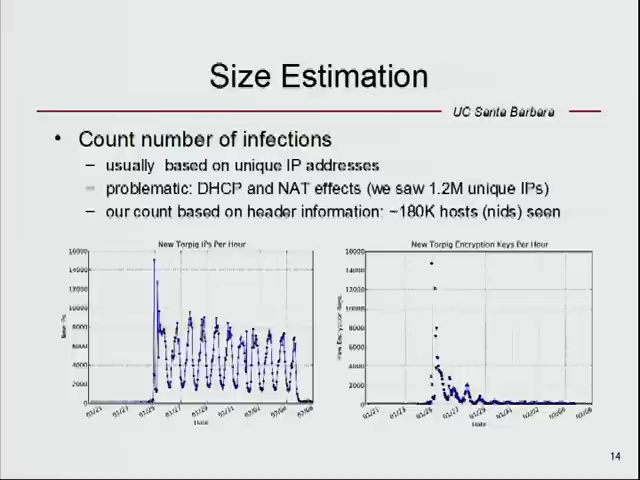 Size Estimation
UC Santa Barbara
• Count number of infections
– usually based on unique IP addresses
– problematic: DHCP and NAT effects (we saw 1.2M unique IPs)
– our count based on header information: ~180K hosts (nids) seen
New Torpig IPs Per Hour
New Torpig Encryption Keys Per Hour
16000
14000
12000
10000
8000
6000
4000
2000
0
New IPs
Date
16000
14000
12000
10000
8000
6000
4000
2000
0
Date
14